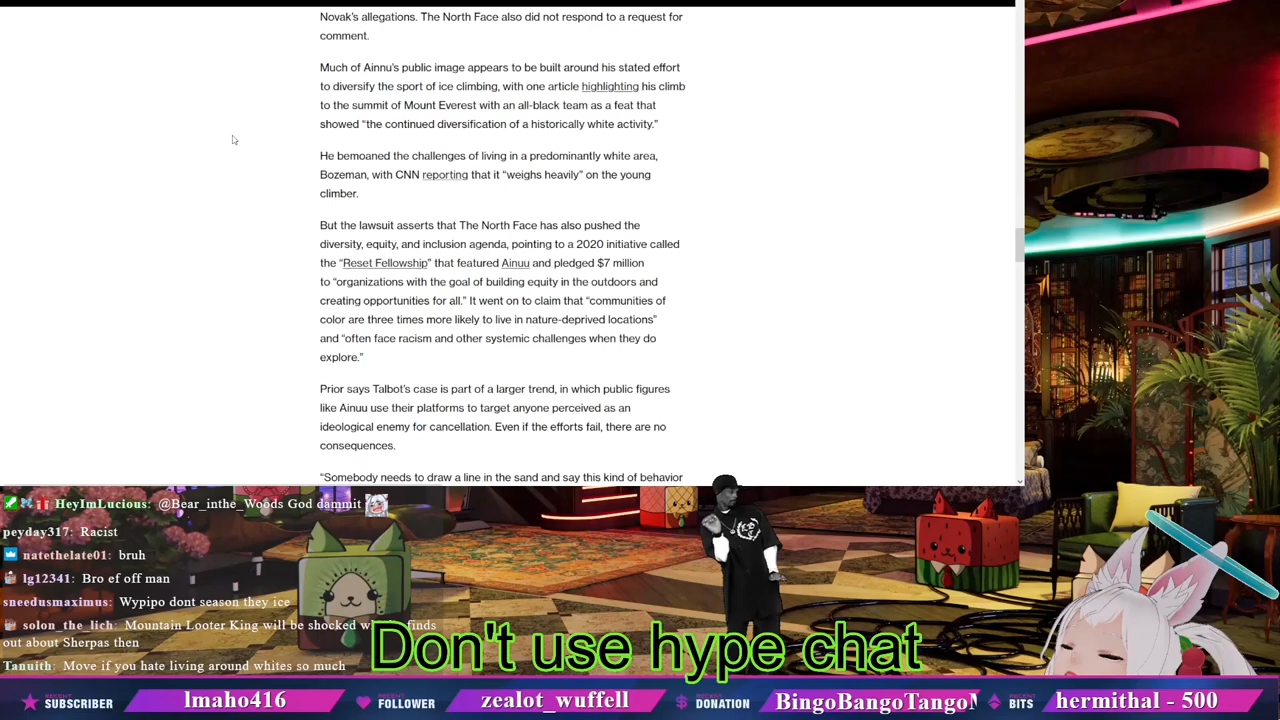 Novak's allegations. The North Face also did not respond to a request for
comment.
Much of Ainnu's public image appears to be built around his stated effort
to diversify the sport of ice climbing, with one article highlighting his climb
to the summit of Mount Everest with an all-black team as a feat that
showed “the continued diversification of a historically white activity.”
He bemoaned the challenges of living in a predominantly white area,
Bozeman, with CNN reporting that it “weighs heavily” on the young
climber.
But the lawsuit asserts that The North Face has also pushed the
diversity, equity, and inclusion agenda, pointing to a 2020 initiative called
the “Reset Fellowship” that featured Ainuu and pledged $7 million
to “organizations with the goal of building equity in the outdoors and
creating opportunities for all.” It went on to claim that “communities of
color are three times more likely to live in nature-deprived locations”
and “often face racism and other systemic challenges when they do
explore.”
Prior says Talbot's case is part of a larger trend, in which public figures
like Ainuu use their platforms to target anyone perceived as an
ideological enemy for cancellation. Even if the efforts fail, there are no
consequences.
“Somebody needs to draw a line in the sand and say this kind of behavior
HeyImLucious: @Bear_inthe_Woods God dammit
peyday317: Racist
natethelate01: bruh
lg12341: Bro ef off man
sneedusmaximus: Wypipo dont season they ice
solon_the_lich: Mountain Looter King will be shocked finds
out about Sherpas then
Tanuith: Move if you hate living around whites so much
Don't use hype chat
RECENT SUBSCRIBER lmaho416 RECENT FOLLOWER zealot_wuffell RECENT DONATION BingoBangoTango RECENT BITS hermithal - 500